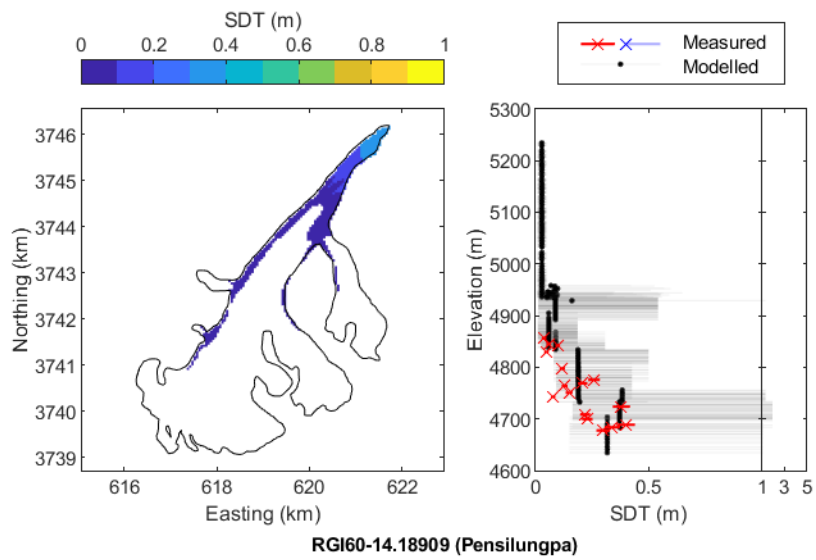 SDT (m)
0 0.2 0.4 0.6 0.8 1
Measured
Modelled
3746
3745
3744
3743
3742
3741
3740
3739
Northing (km)
616 618 620 622
Easting (km)
5300
5200
5100
5000
4900
4800
4700
4600
Elevation (m)
0 0.5 1 3 5
SDT (m)
RGI60-14.18909 (Pensilungpa)